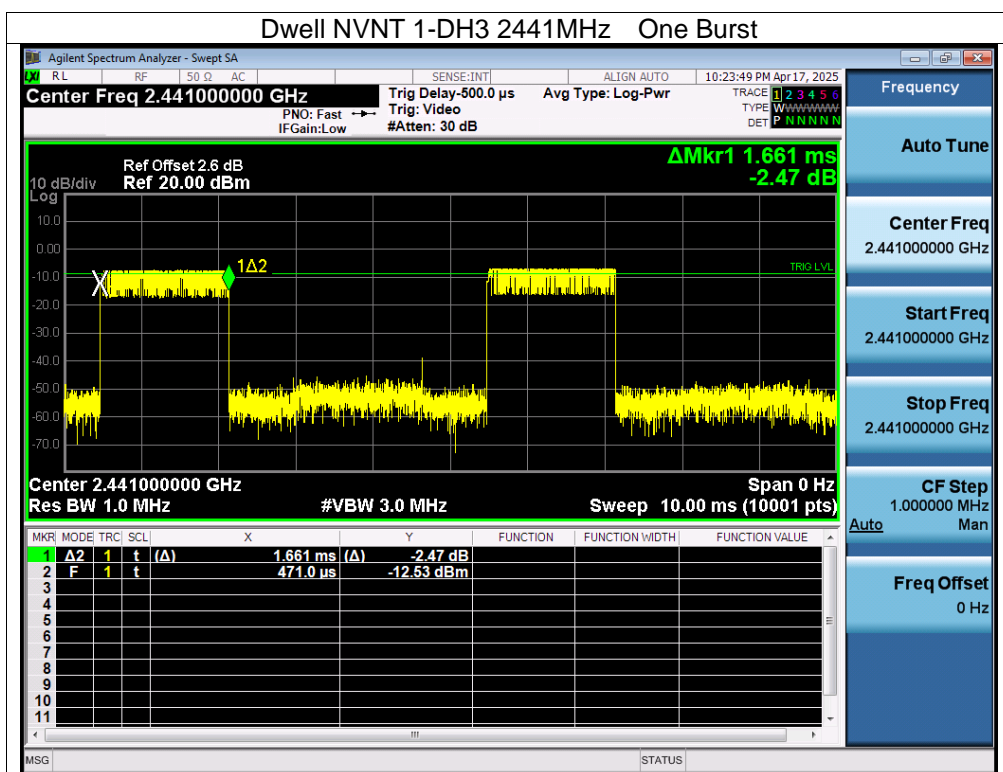 Dwell NVNT 1-DH3 2441MHz One Burst
Agilent Spectrum Analyzer - Swept SA
LXI RL RF 50 Ω AC SENSE:INT ALIGN AUTO 10:23:49 PM Apr 17, 2025
Center Freq 2.441000000 GHz Trig Delay-500.0 µs Avg Type: Log-Pwr TRACE 1 2 3 4 5 6
PNO: Fast Trig: Video TYPE WWWWWW
IFGain:Low #Atten: 30 dB DET P N N N N N
ΔMkr1 1.661 ms
-2.47 dB
Ref Offset 2.6 dB
10 dB/div Ref 20.00 dBm
Log
10.0
0.00
-10.0
-20.0
-30.0
-40.0
-50.0
-60.0
-70.0
1Δ2
TRIG LVL
Center 2.441000000 GHz Span 0 Hz
Res BW 1.0 MHz #VBW 3.0 MHz Sweep 10.00 ms (10001 pts)
MKR MODE TRC SCL X Y FUNCTION FUNCTION WIDTH FUNCTION VALUE
1 Δ2 1 t (Δ) 1.661 ms (Δ) -2.47 dB
2 F 1 t 471.0 µs -12.53 dBm
3
4
5
6
7
8
9
10
11
MSG STATUS
Frequency
Auto Tune
Center Freq
2.441000000 GHz
Start Freq
2.441000000 GHz
Stop Freq
2.441000000 GHz
CF Step
1.000000 MHz
Auto Man
Freq Offset
0 Hz